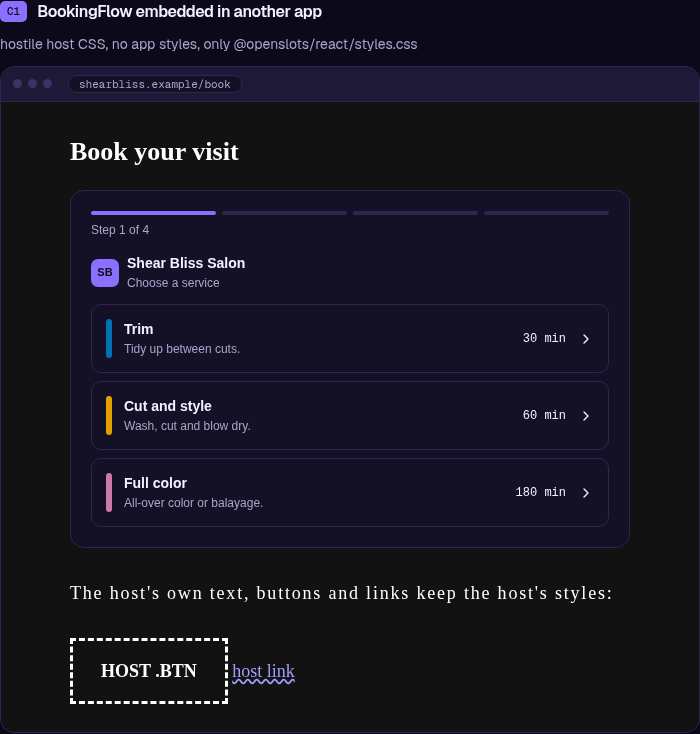 C1 BookingFlow embedded in another app
hostile host CSS, no app styles, only @openslots/react/styles.css
shearbliss.example/book
Book your visit
Step 1 of 4
SB Shear Bliss Salon
Choose a service
Trim
Tidy up between cuts.
30 min
Cut and style
Wash, cut and blow dry.
60 min
Full color
All-over color or balayage.
180 min
The host's own text, buttons and links keep the host's styles:
HOST .BTN host link